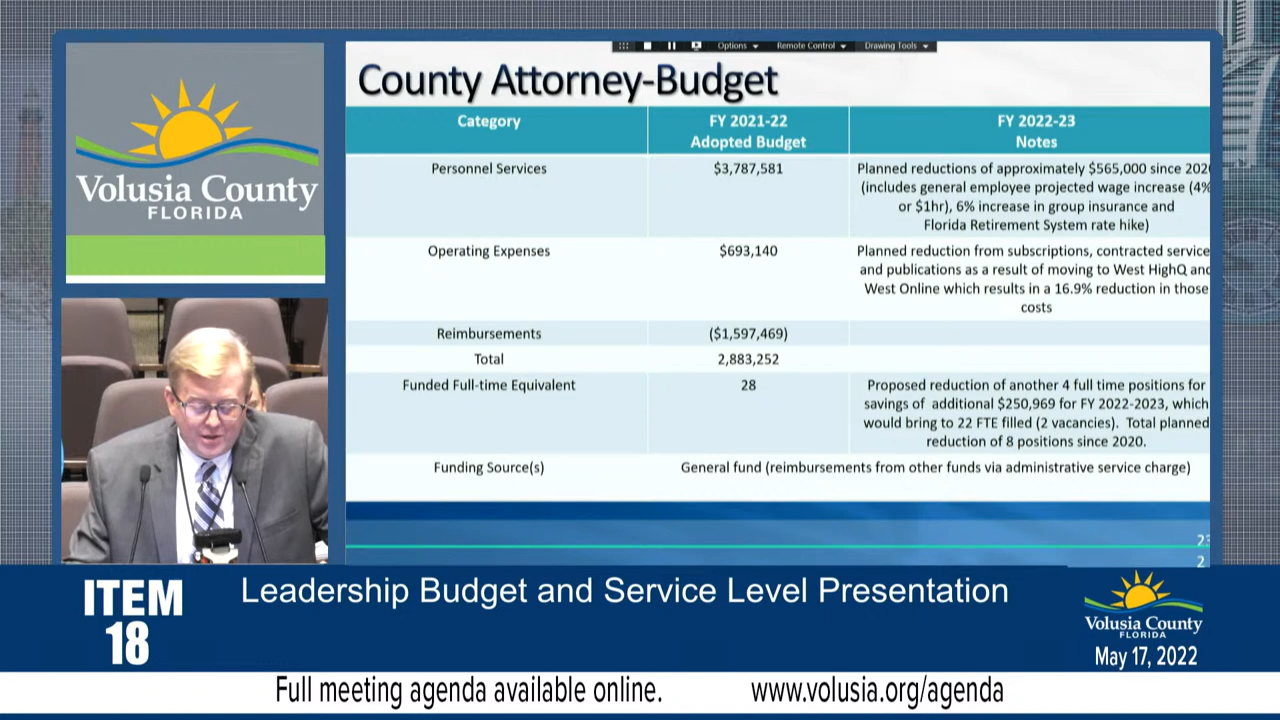 Options
Remote Control
Drawing Tools
County Attorney-Budget
Category
FY 2021-22
Adopted Budget
FY 2022-23
Notes
Personnel Services
$3,787,581
Planned reductions of approximately $565,000 since 202
(includes general employee projected wage increase (4%
or $1hr), 6% increase in group insurance and
Florida Retirement System rate hike)
Operating Expenses
$693,140
Planned reduction from subscriptions, contracted service
and publications as a result of moving to West HighQ and
West Online which results in a 16.9% reduction in those
costs
Reimbursements
($1,597,469)
Total
2,883,252
Funded Full-time Equivalent
28
Proposed reduction of another 4 full time positions for
savings of additional $250,969 for FY 2022-2023, which
would bring to 22 FTE filled (2 vacancies). Total planned
reduction of 8 positions since 2020.
Funding Source(s)
General fund (reimbursements from other funds via administrative service charge)
2
Volusia County
FLORIDA
ITEM
18
Leadership Budget and Service Level Presentation
Volusia County
FLORIDA
May 17, 2022
Full meeting agenda available online.
www.volusia.org/agenda